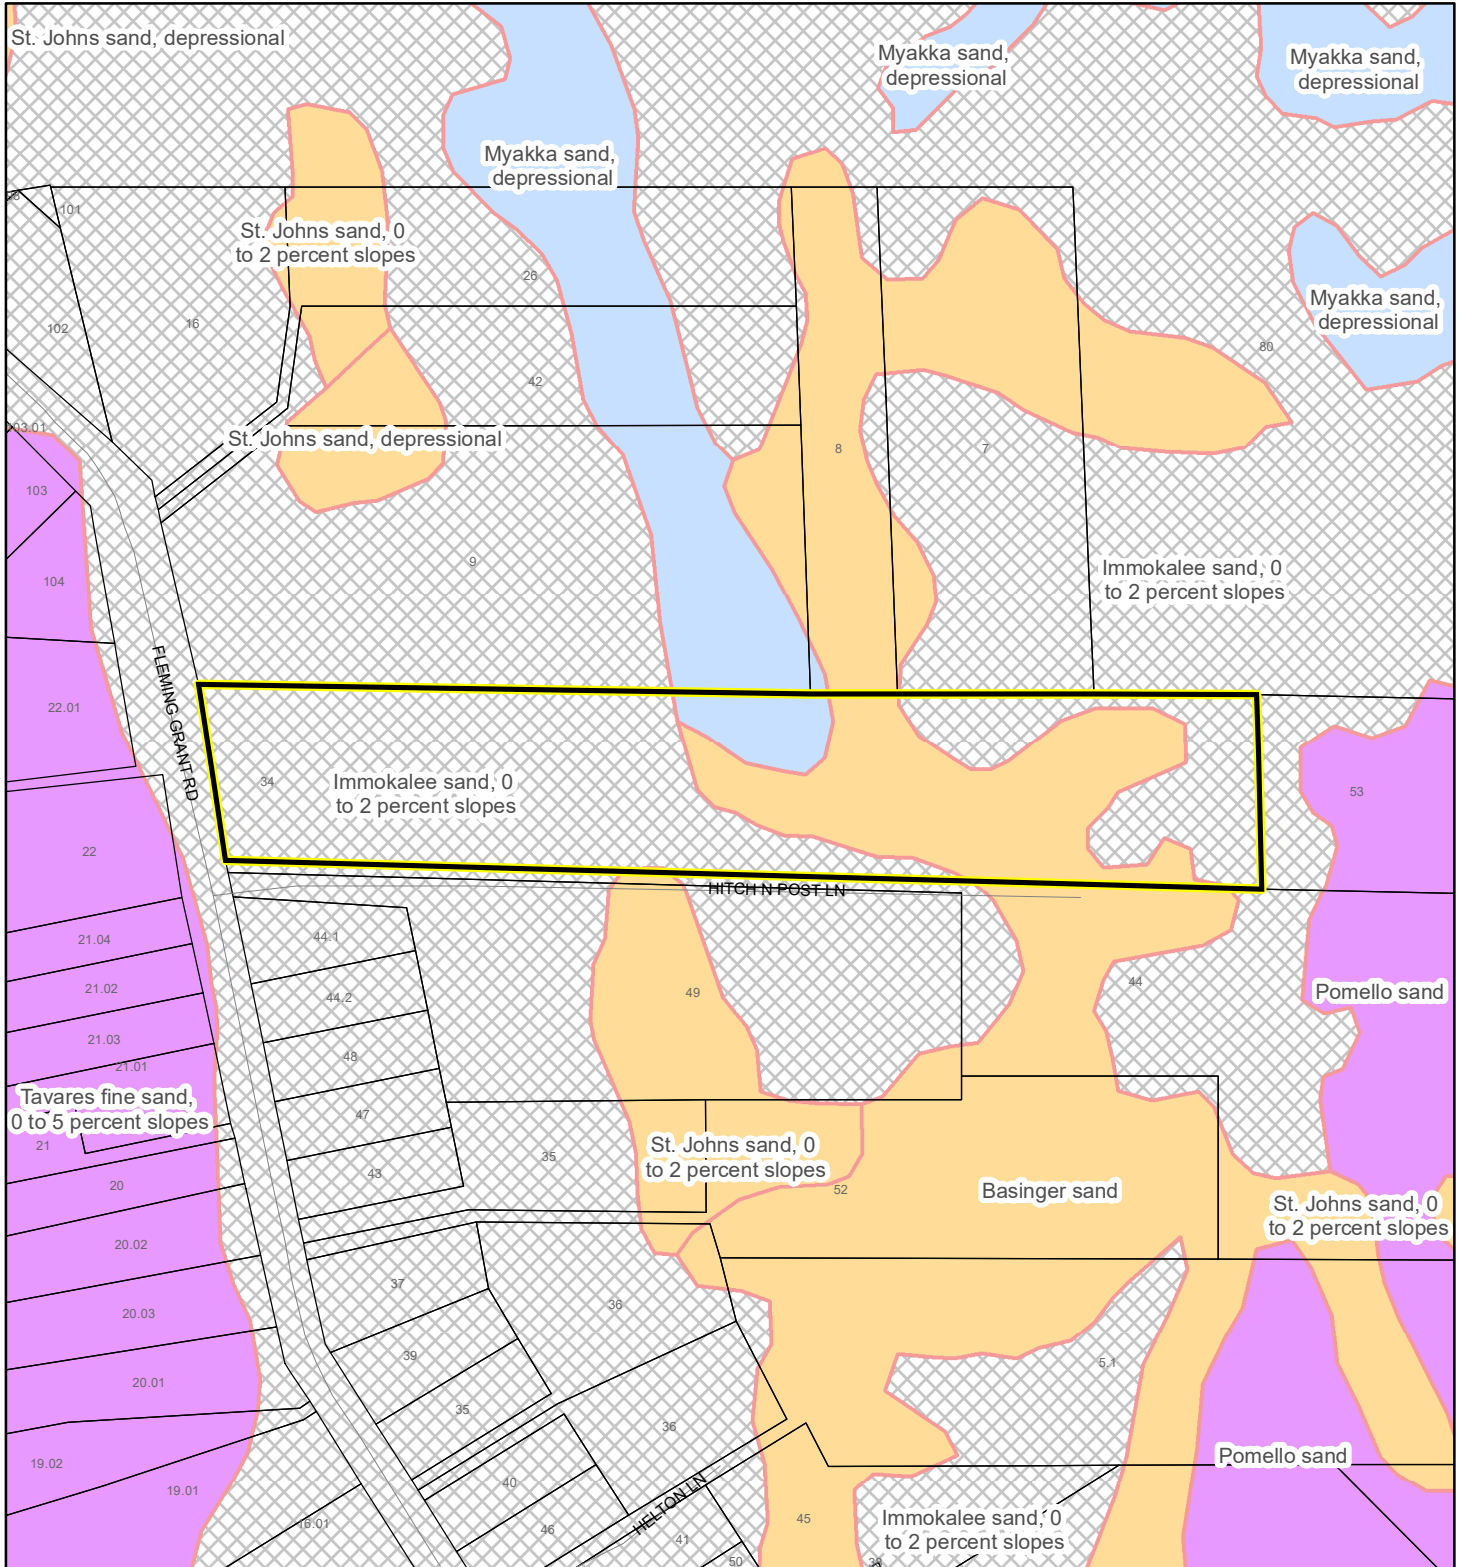 St. Johns sand, depressional
Myakka sand,
depressional
Myakka sand,
depressional
Myakka sand,
depressional
101
St. Johns sand, 0
to 2 percent slopes
26
Myakka sand,
depressional
16
102
80
42
03.01
St. Johns sand, depressional
8
7
103
9
Immokalee sand, 0
to 2 percent slopes
104
FLEMING GRANT RD
22.01
34
Immokalee sand, 0
to 2 percent slopes
53
22
HITCH N POST LN
44.1
21.04
44
21.02
49
44.2
Pomello sand
21.03
48
21.01
Tavares fine sand,
0 to 5 percent slopes
47
21
35
St. Johns sand, 0
to 2 percent slopes
43
20
52
Basinger sand
St. Johns sand, 0
to 2 percent slopes
20.02
37
36
20.03
39
5.1
20.01
35
36
19.02
Pomello sand
19.01
40
HELTON LN
16.01
46
41
45
Immokalee sand, 0
to 2 percent slopes
50